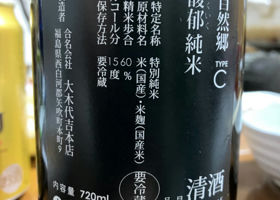 自然郷 TYPE C
馥郁純米
特定名称 特別純米
原材料名 米(国産)・米麹(国産米)
精米歩合 60%
アルコール分 15度
保存方法 要冷蔵
製造者 合名会社 大木代吉本店
福島県西白河郡矢吹町本町9
清酒
要冷蔵
内容量 720ml